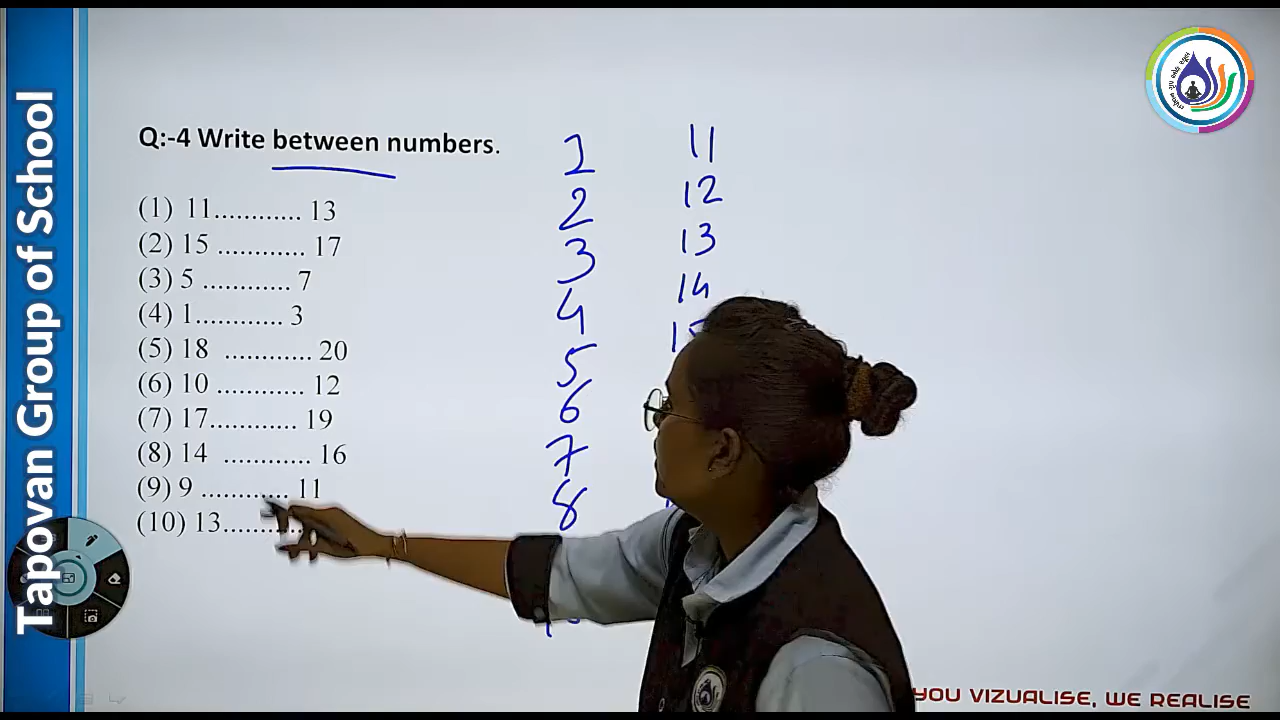 Tapovan Group of School
Q:-4 Write between numbers.
(1) 11............ 13
(2) 15 ............ 17
(3) 5 ............ 7
(4) 1............ 3
(5) 18 ............ 20
(6) 10 ............ 12
(7) 17............ 19
(8) 14 ............ 16
(9) 9 ............ 11
(10) 13............
1
2
3
4
5
6
7
8
11
12
13
14
15
YOU VIZUALISE, WE REALISE